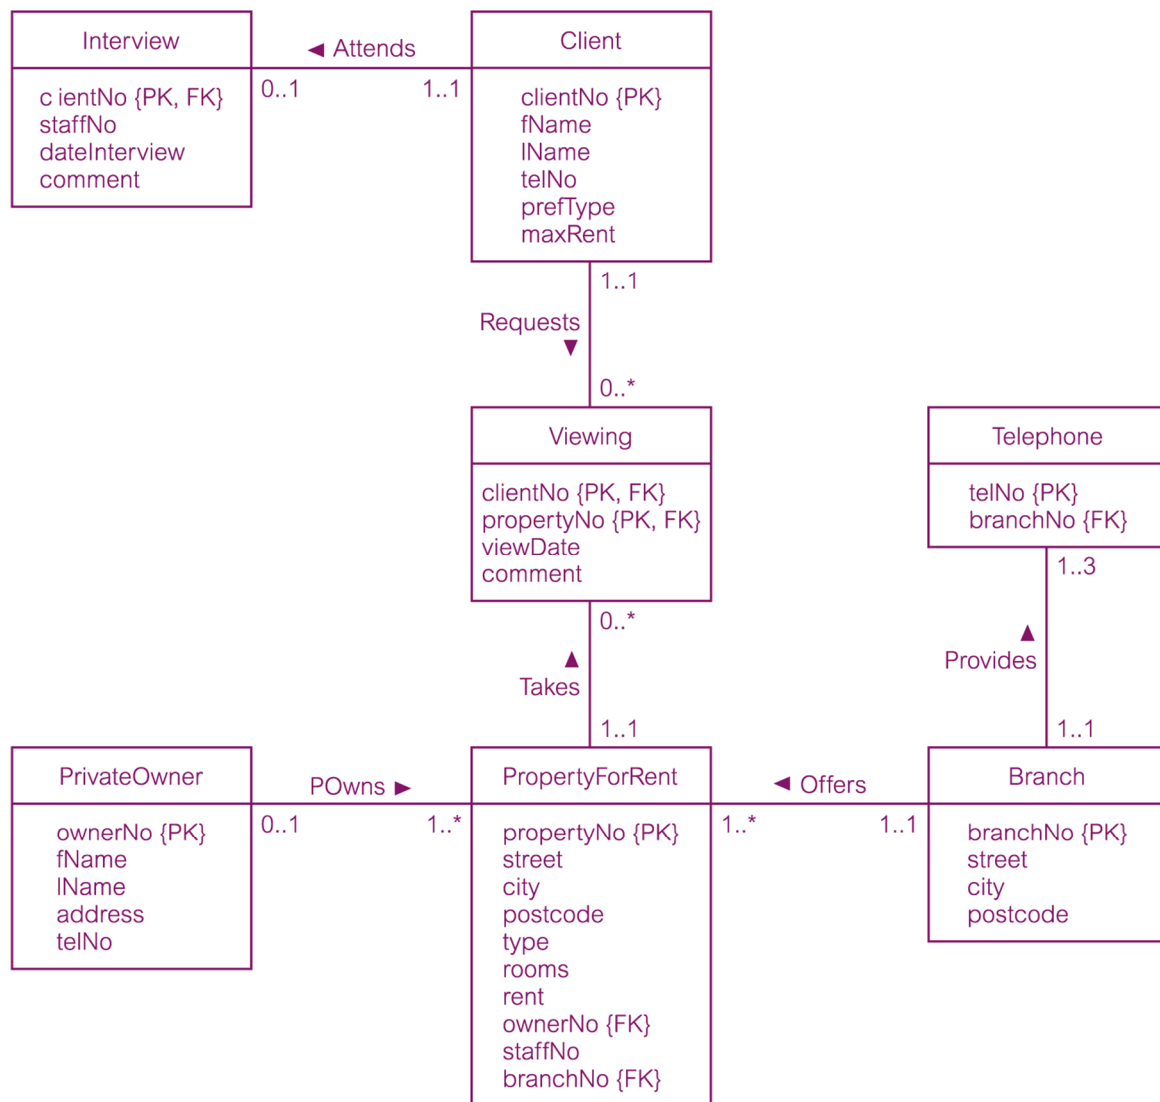 Interview
◄ Attends
Client
0..1
1..1
c ientNo {PK, FK}
staffNo
dateInterview
comment
clientNo {PK}
fName
lName
telNo
prefType
maxRent
1..1
Requests
▼
0..*
Viewing
clientNo {PK, FK}
propertyNo {PK, FK}
viewDate
comment
Telephone
telNo {PK}
branchNo {FK}
0..*
▲
Takes
1..1
1..3
▲
Provides
1..1
PrivateOwner
POwns ►
PropertyForRent
◄ Offers
Branch
0..1
1..*
1..*
1..1
ownerNo {PK}
fName
lName
address
telNo
propertyNo {PK}
street
city
postcode
type
rooms
rent
ownerNo {FK}
staffNo
branchNo {FK}
branchNo {PK}
street
city
postcode